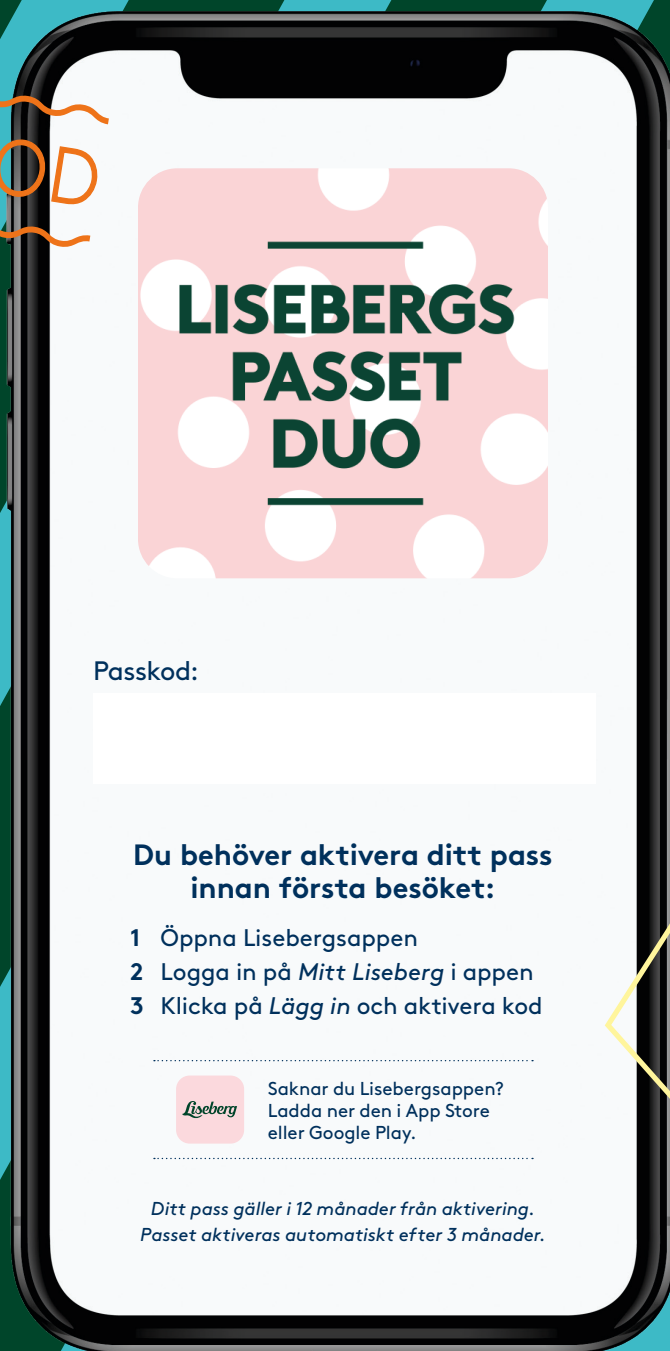 OD
LISEBERGS
PASSET
DUO
Passkod:
Du behöver aktivera ditt pass
innan första besöket:
1 Öppna Lisebergsappen
2 Logga in på Mitt Liseberg i appen
3 Klicka på Lägg in och aktivera kod
Liseberg
Saknar du Lisebergsappen?
Ladda ner den i App Store
eller Google Play.
Ditt pass gäller i 12 månader från aktivering.
Passet aktiveras automatiskt efter 3 månader.